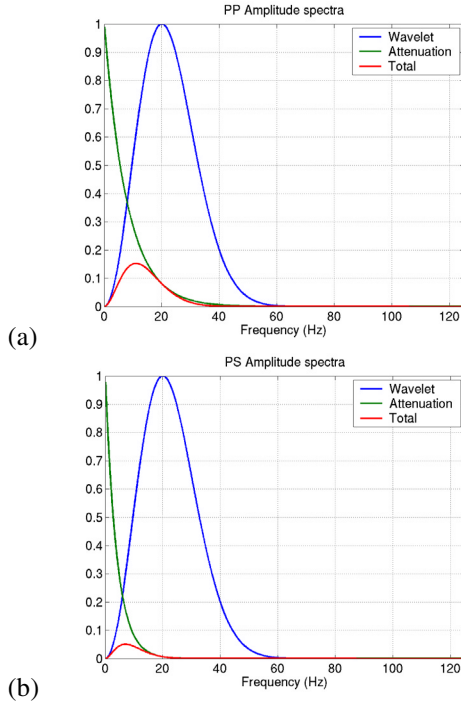 PP Amplitude spectra
1
0.9
0.8
0.7
0.6
0.5
0.4
0.3
0.2
0.1
0
0 20 40 60 80 100 120
Frequency (Hz)
Wavelet
Attenuation
Total
(a)
PS Amplitude spectra
1
0.9
0.8
0.7
0.6
0.5
0.4
0.3
0.2
0.1
0
0 20 40 60 80 100 120
Frequency (Hz)
Wavelet
Attenuation
Total
(b)